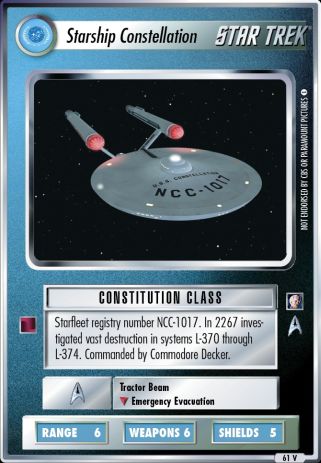 Starship Constellation STAR TREK
U.S.S. CONSTELLATION
NCC-1017
NOT ENDORSED BY CBS OR PARAMOUNT PICTURES
CONSTITUTION CLASS
Starfleet registry number NCC-1017. In 2267 inves-
tigated vast destruction in systems L-370 through
L-374. Commanded by Commodore Decker.
Tractor Beam
Emergency Evacuation
RANGE 6 WEAPONS 6 SHIELDS 5
61 V